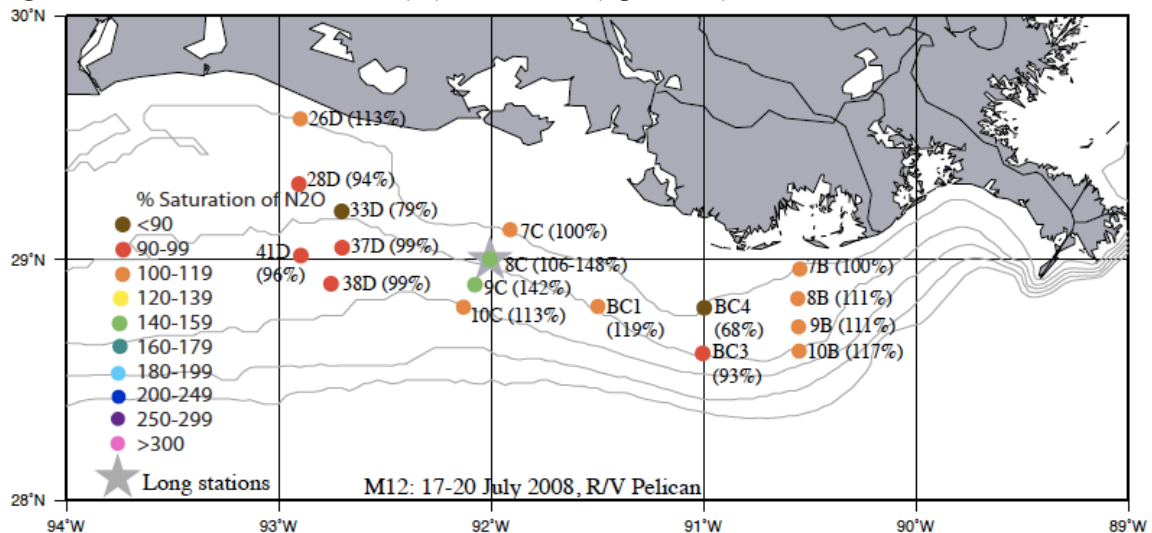 30°N
26D (113%)
28D (94%)
% Saturation of N2O
<90
33D (79%)
90-99
7C (100%)
41D
(96%)
37D (99%)
29°N
8C (106-148%)
7B (100%)
100-119
38D (99%)
9C (142%)
120-139
10C (113%)
BC1
(119%)
BC4
(68%)
8B (111%)
140-159
9B (111%)
160-179
BC3
(93%)
10B (117%)
180-199
200-249
250-299
>300
Long stations
M12: 17-20 July 2008, R/V Pelican
28°N
94°W
93°W
92°W
91°W
90°W
89°W